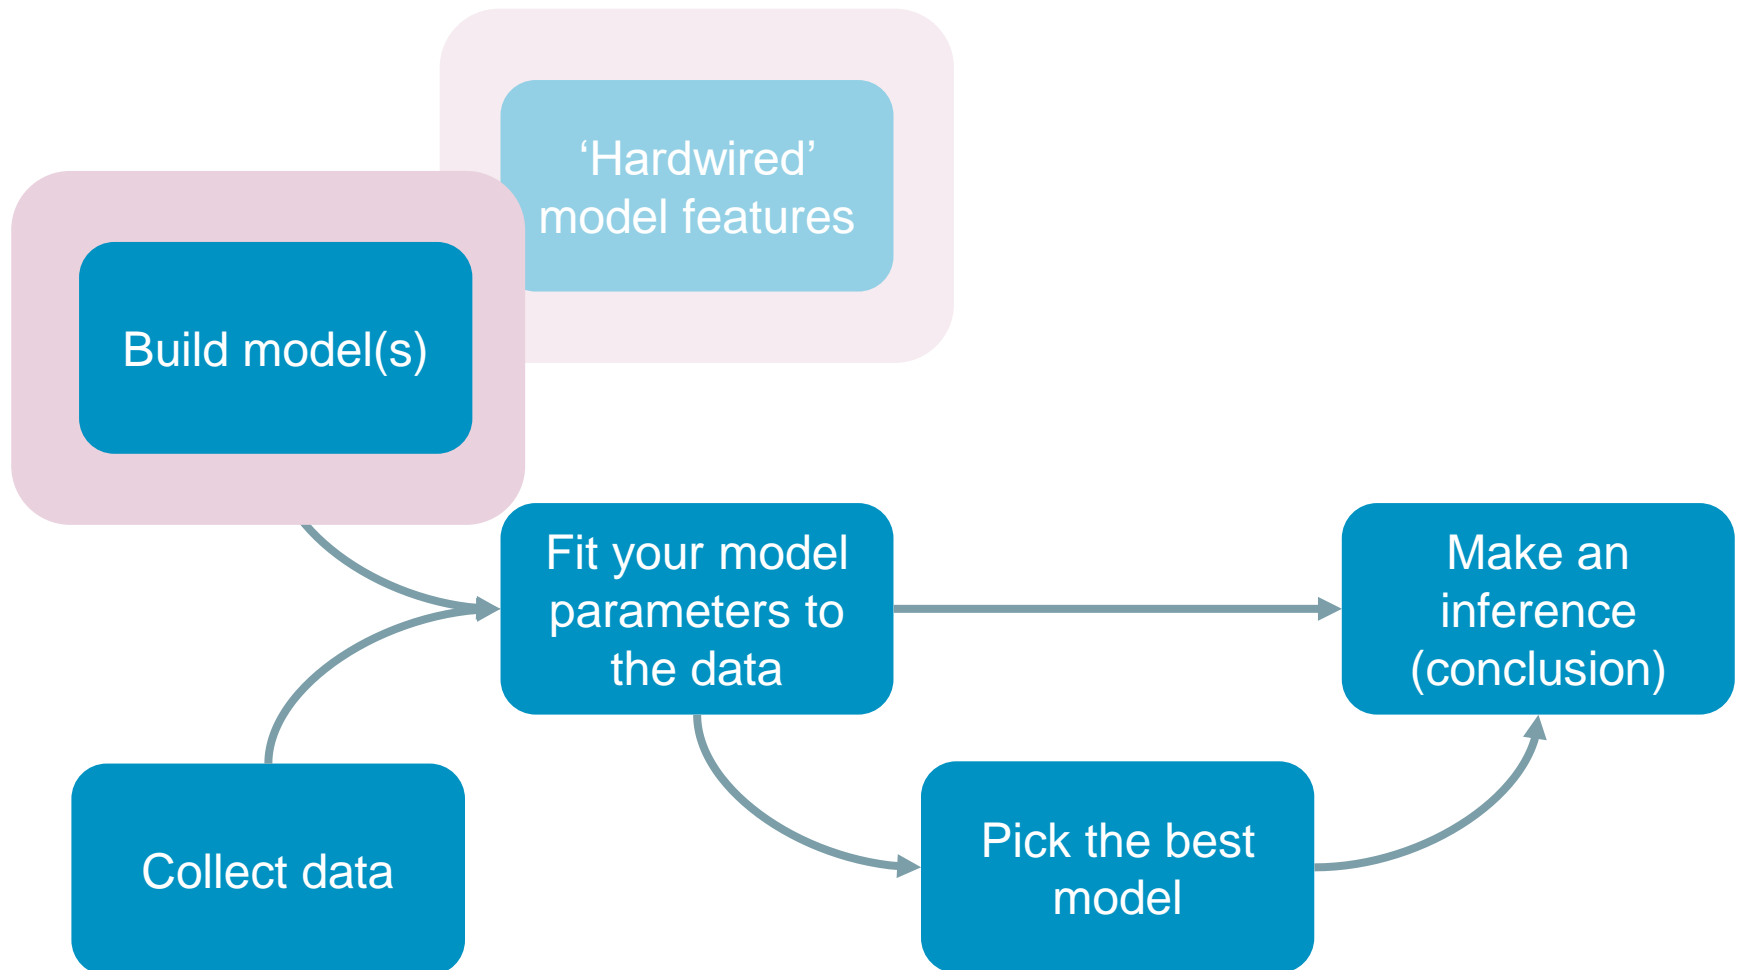 ‘Hardwired’
model features
Build model(s)
Fit your model
parameters to
the data
Make an
inference
(conclusion)
Collect data
Pick the best
model